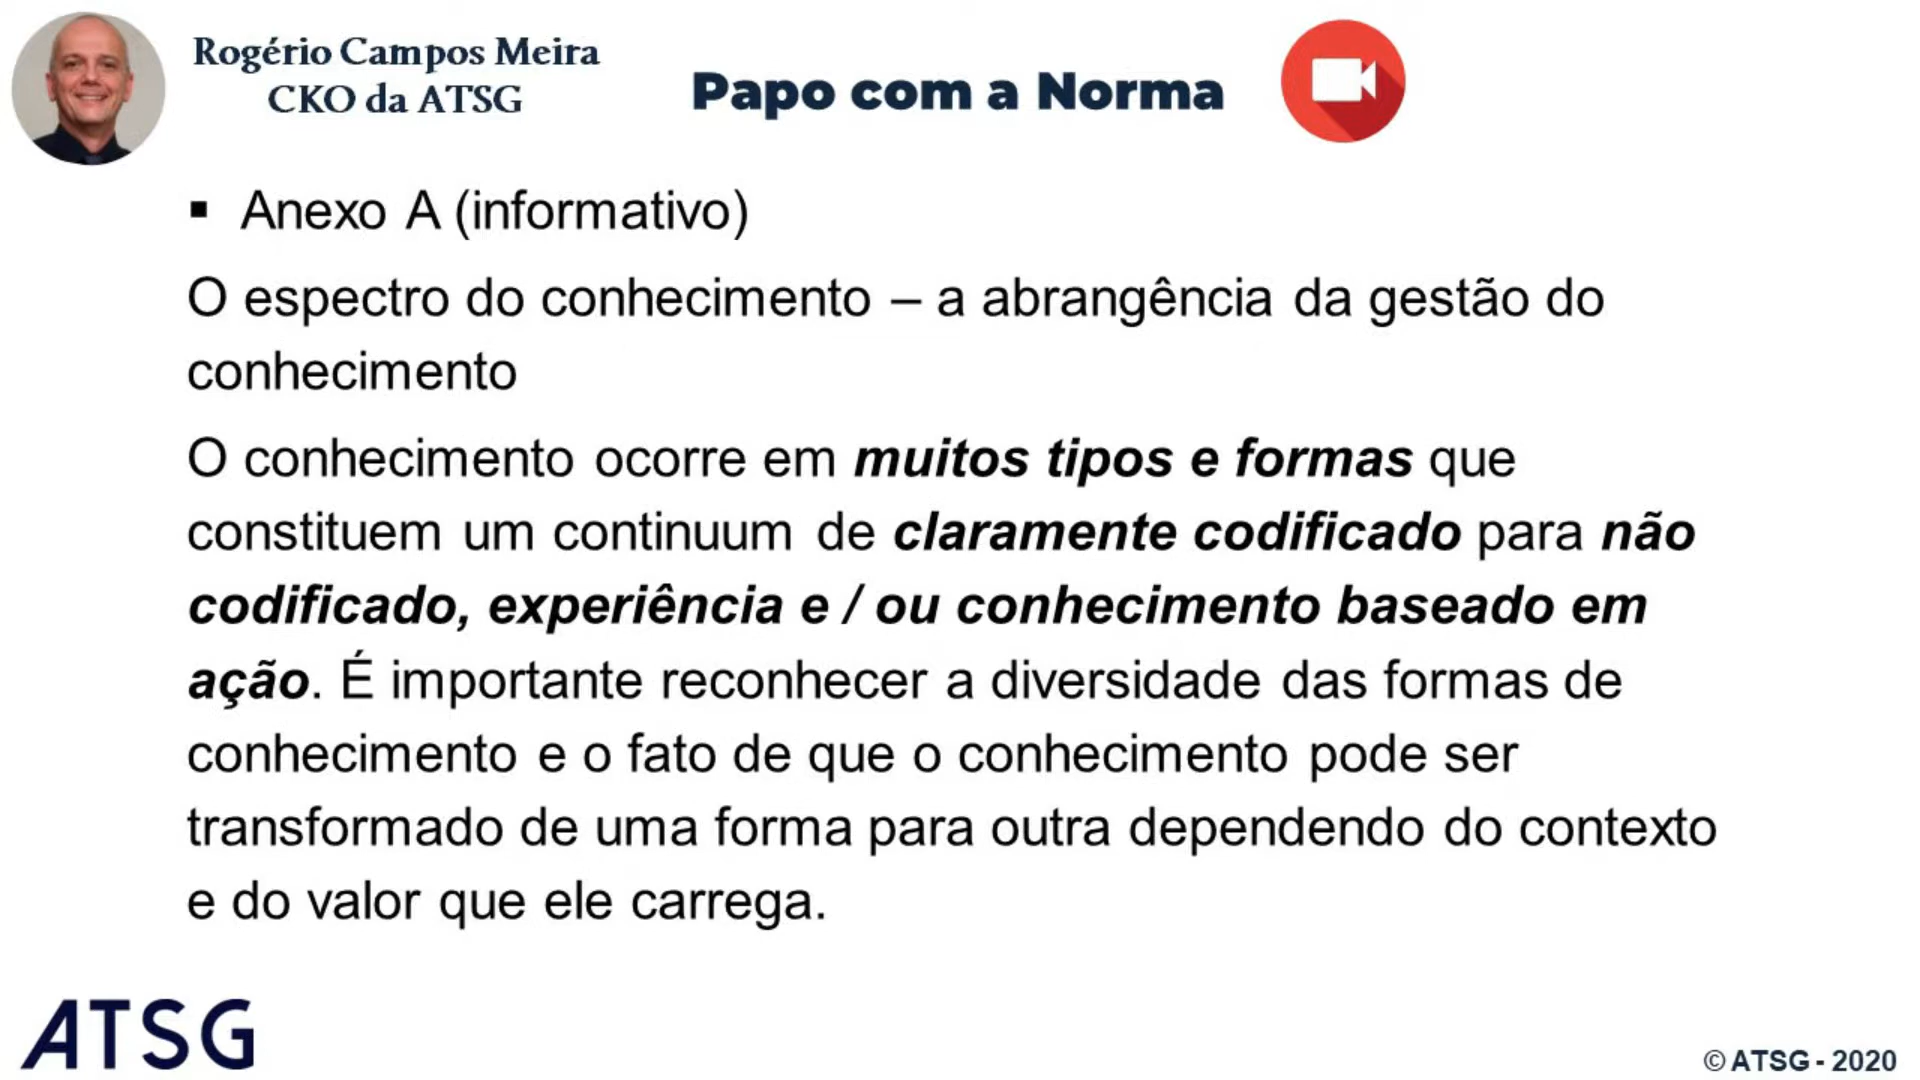 Rogério Campos Meira
CKO da ATSG
Papo com a Norma
▪ Anexo A (informativo)
O espectro do conhecimento – a abrangência da gestão do
conhecimento
O conhecimento ocorre em muitos tipos e formas que
constituem um continuum de claramente codificado para não
codificado, experiência e / ou conhecimento baseado em
ação. É importante reconhecer a diversidade das formas de
conhecimento e o fato de que o conhecimento pode ser
transformado de uma forma para outra dependendo do contexto
e do valor que ele carrega.
ATSG
© ATSG - 2020